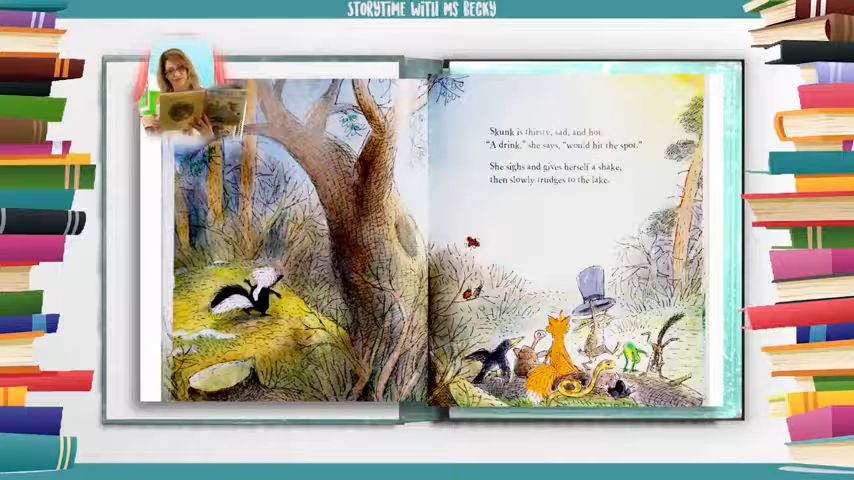 STORYTIME WITH MS BECKY
Skunk is thirsty, sad, and hot.
"A drink," she says, "would hit the spot."
She sighs and gives herself a shake,
then slowly trudges to the lake.